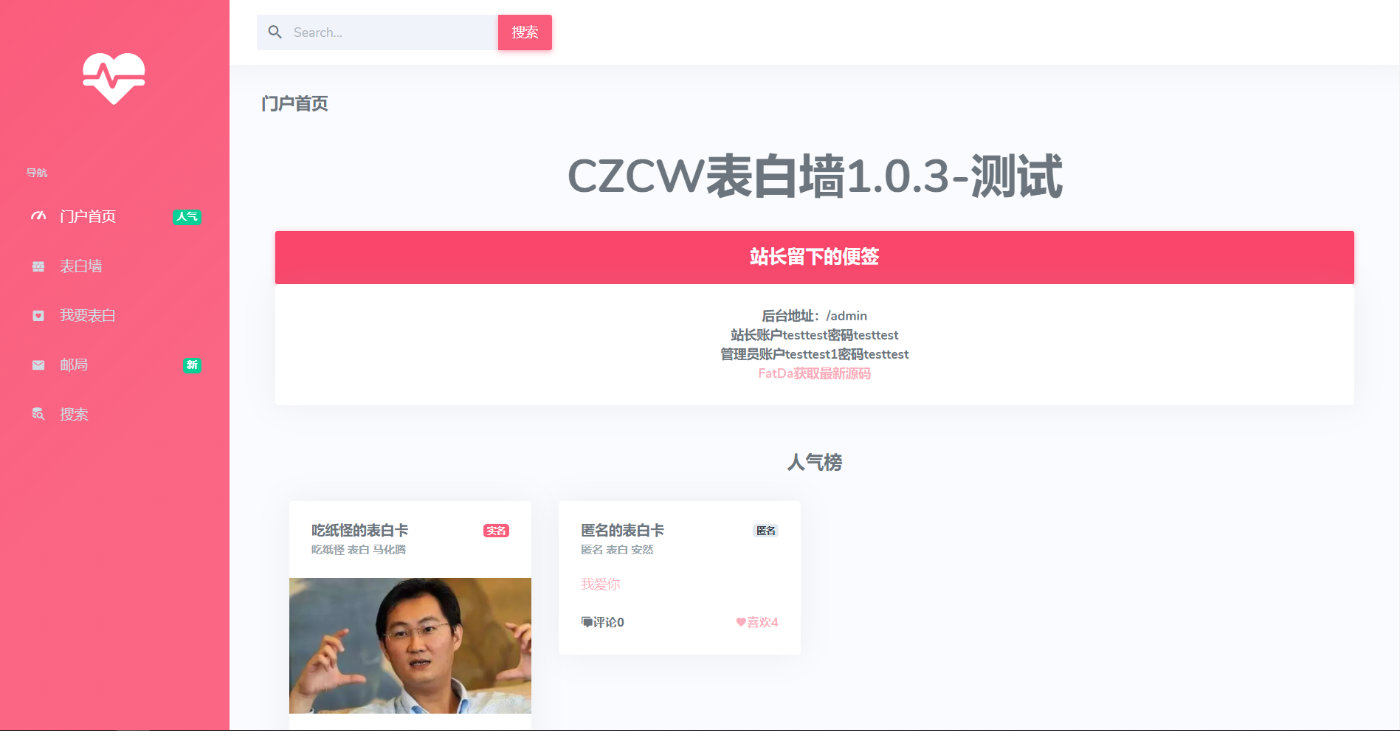 Search...
搜索
导航
门户首页
人气
表白墙
我要表白
邮局
新
搜索
门户首页
CZCW表白墙1.0.3-测试
站长留下的便签
后台地址：/admin
站长账户testtest密码testtest
管理员账户testtest1密码testtest
FatDa获取最新源码
人气榜
吃纸怪的表白卡
实名
吃纸怪 表白 马化腾
匿名的表白卡
匿名
匿名 表白 安然
我爱你
评论0
喜欢4